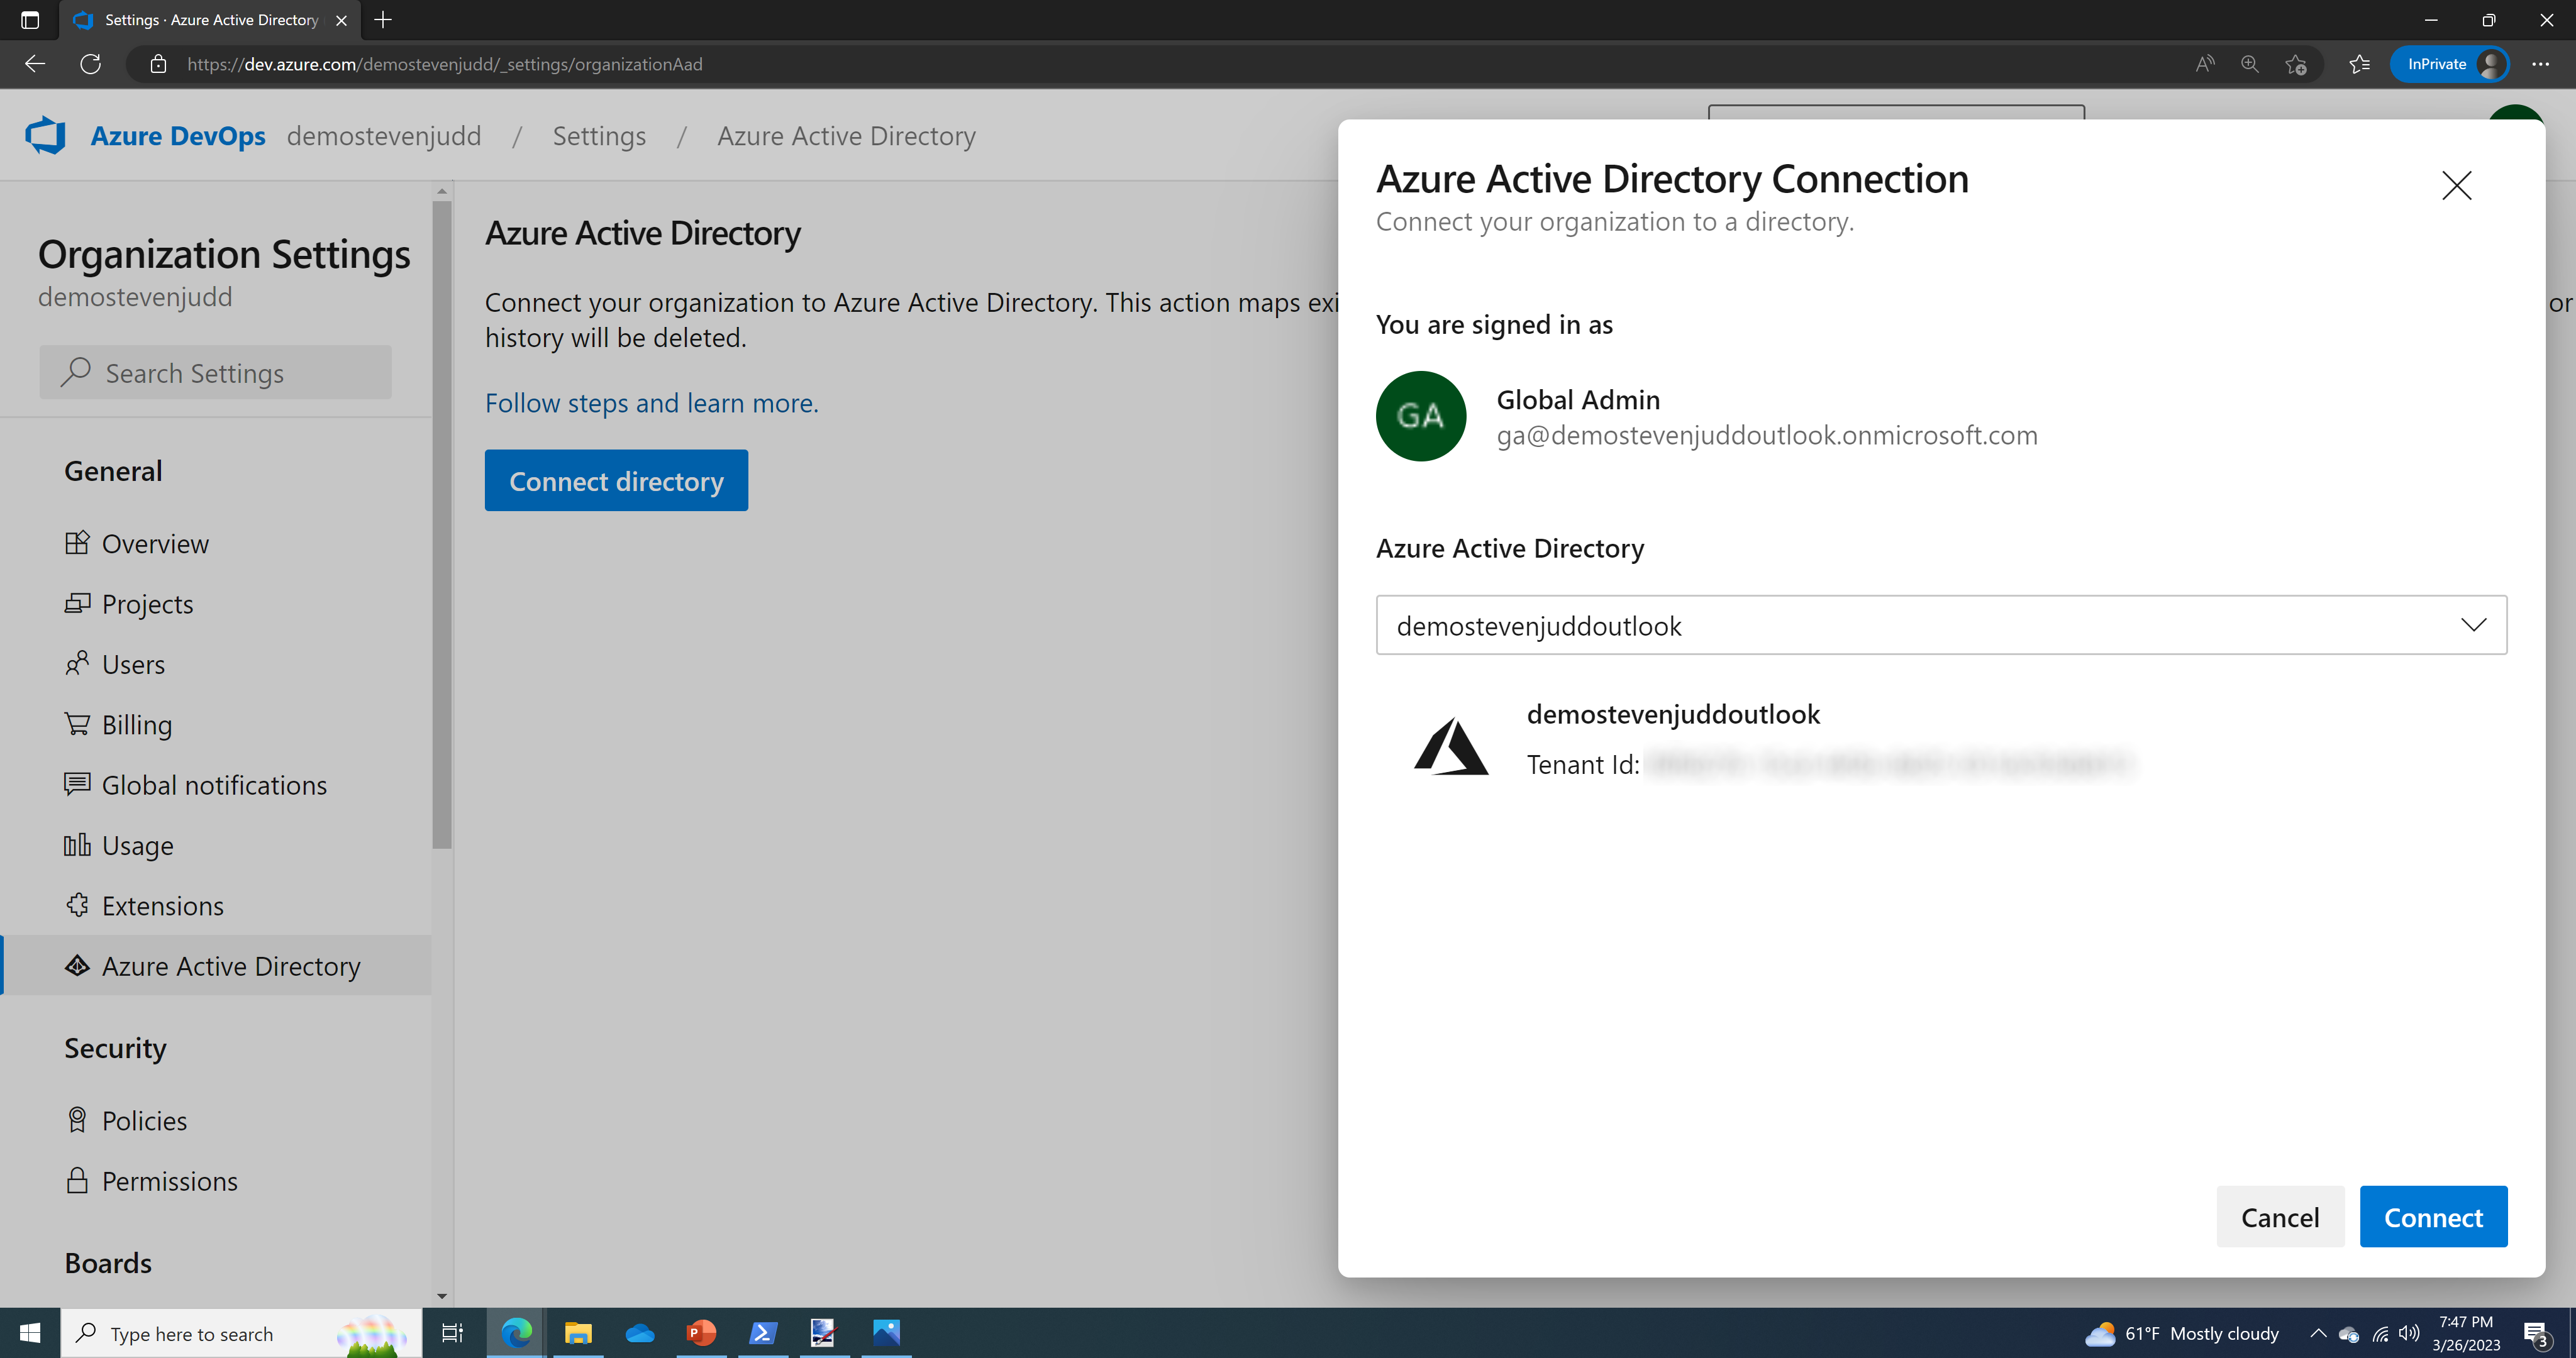 Settings · Azure Active Directory
https://dev.azure.com/demostevenjudd/_settings/organizationAad
InPrivate
Azure DevOps demostevenjudd / Settings / Azure Active Directory
Organization Settings
demostevenjudd
Search Settings
General
Overview
Projects
Users
Billing
Global notifications
Usage
Extensions
Azure Active Directory
Security
Policies
Permissions
Boards
Azure Active Directory
Connect your organization to Azure Active Directory. This action maps exi
or
history will be deleted.
Follow steps and learn more.
Connect directory
Azure Active Directory Connection
Connect your organization to a directory.
You are signed in as
GA
Global Admin
ga@demostevenjuddoutlook.onmicrosoft.com
Azure Active Directory
demostevenjuddoutlook
demostevenjuddoutlook
Tenant Id:
Cancel
Connect
Type here to search
61°F Mostly cloudy
7:47 PM
3/26/2023
3